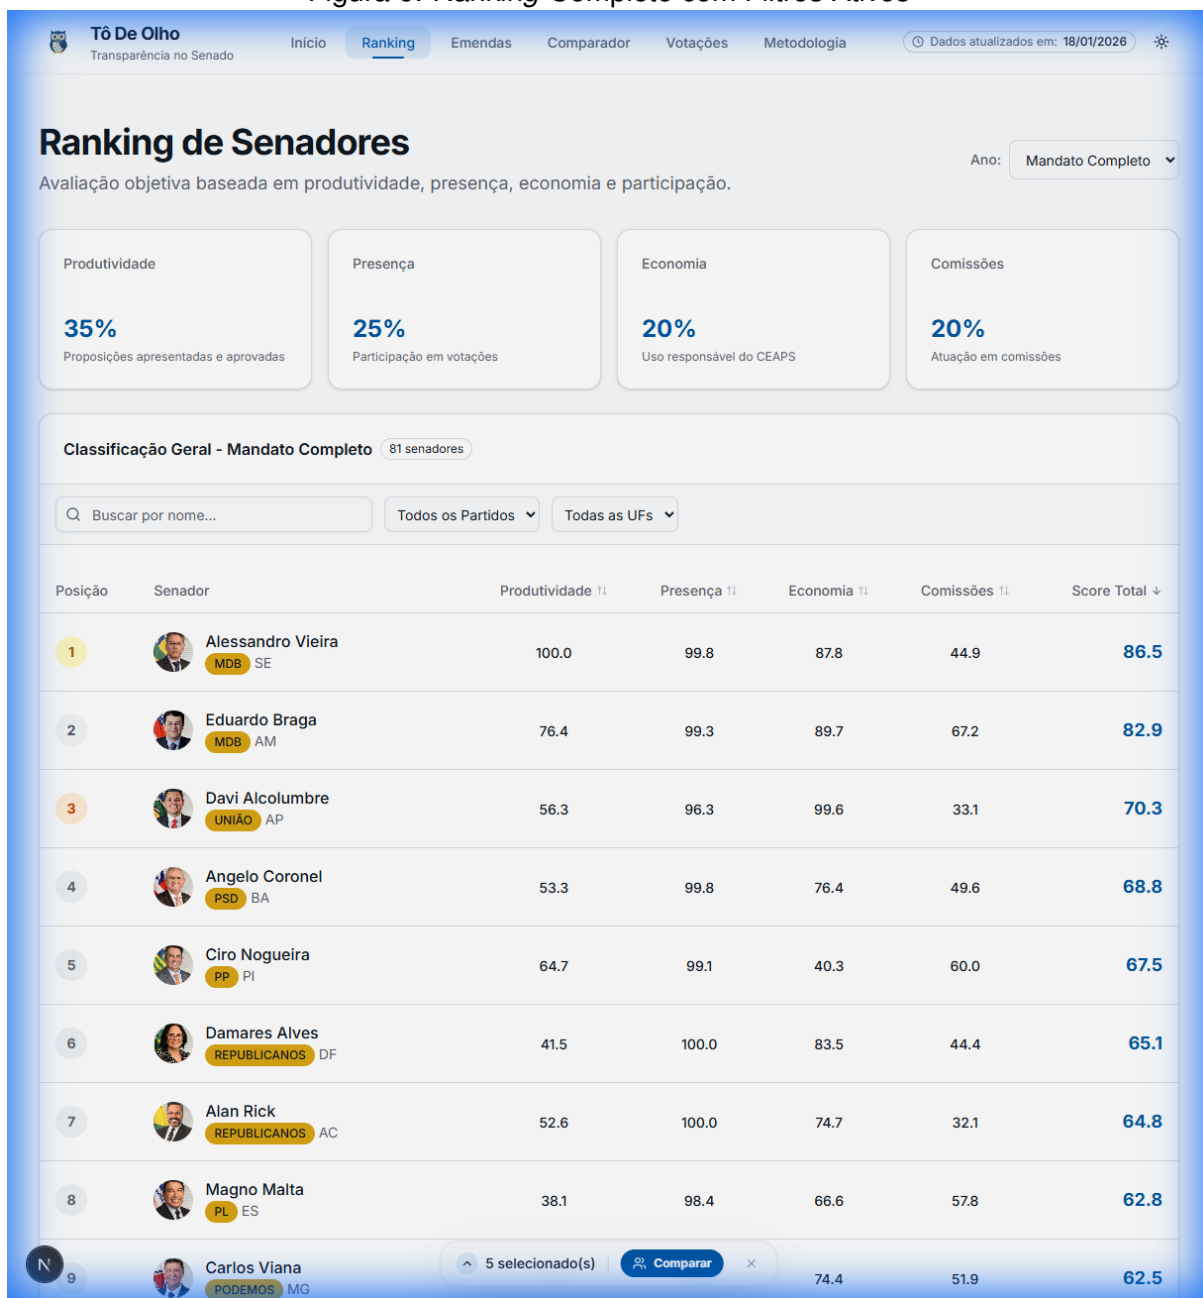 Tô De Olho
Transparência no Senado
Início
Ranking
Emendas
Comparador
Votações
Metodologia
Dados atualizados em: 18/01/2026
Ranking de Senadores
Avaliação objetiva baseada em produtividade, presença, economia e participação.
Ano:
Mandato Completo
Produtividade
35%
Proposições apresentadas e aprovadas
Presença
25%
Participação em votações
Economia
20%
Uso responsável do CEAPS
Comissões
20%
Atuação em comissões
Classificação Geral - Mandato Completo 81 senadores
Buscar por nome...
Todos os Partidos
Todas as UFs
Posição Senador Produtividade Presença Economia Comissões Score Total
1 Alessandro Vieira 100.0 99.8 87.8 44.9 86.5
MDB SE
2 Eduardo Braga 76.4 99.3 89.7 67.2 82.9
MDB AM
3 Davi Alcolumbre 56.3 96.3 99.6 33.1 70.3
UNIÃO AP
4 Angelo Coronel 53.3 99.8 76.4 49.6 68.8
PSD BA
5 Ciro Nogueira 64.7 99.1 40.3 60.0 67.5
PP PI
6 Damares Alves 41.5 100.0 83.5 44.4 65.1
REPUBLICANOS DF
7 Alan Rick 52.6 100.0 74.7 32.1 64.8
REPUBLICANOS AC
8 Magno Malta 38.1 98.4 66.6 57.8 62.8
PL ES
N
9 Carlos Viana 74.4 51.9 62.5
PODEMOS MG
5 selecionado(s)
Comparar